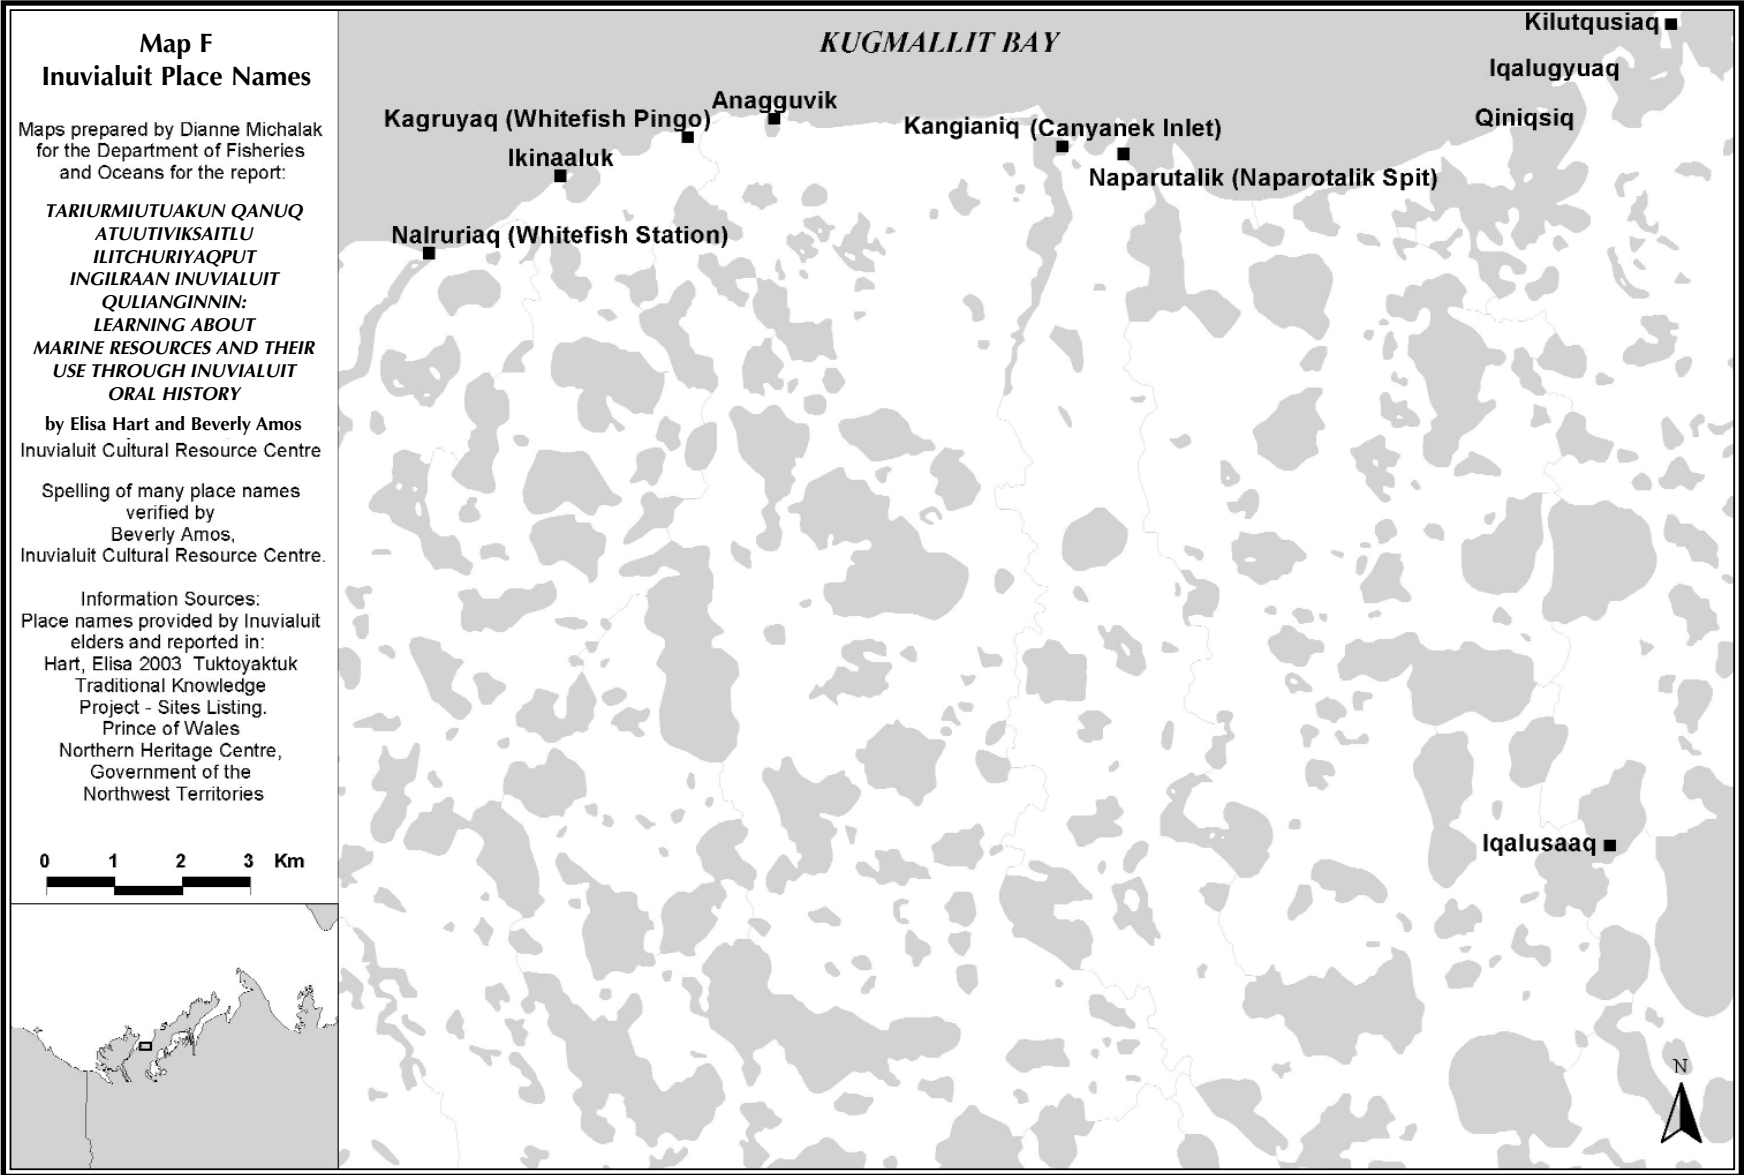 Map F
Inuvialuit Place Names
Maps prepared by Dianne Michalak
for the Department of Fisheries
and Oceans for the report:
TARIURMIUTUAKUN QANUQ
ATUUTIVIKSAITLU
ILITCHURIYAQPUT
INGILRAAN INUVIALUIT
QULIANGINNIN:
LEARNING ABOUT
MARINE RESOURCES AND THEIR
USE THROUGH INUVIALUIT
ORAL HISTORY
by Elisa Hart and Beverly Amos
Inuvialuit Cultural Resource Centre
Spelling of many place names
verified by
Beverly Amos,
Inuvialuit Cultural Resource Centre.
Information Sources:
Place names provided by Inuvialuit
elders and reported in:
Hart, Elisa 2003 Tuktoyaktuk
Traditional Knowledge
Project - Sites Listing.
Prince of Wales
Northern Heritage Centre,
Government of the
Northwest Territories
0 1 2 3 Km
KUGMALLIT BAY
Kilutqusiaq
Iqalugyuaq
Qiniqsiq
Anagguvik
Kagruyaq (Whitefish Pingo)
Kangianiq (Canyanek Inlet)
Ikinaaluk
Naparutalik (Naparotalik Spit)
Nalruriaq (Whitefish Station)
Iqalusaaq
N